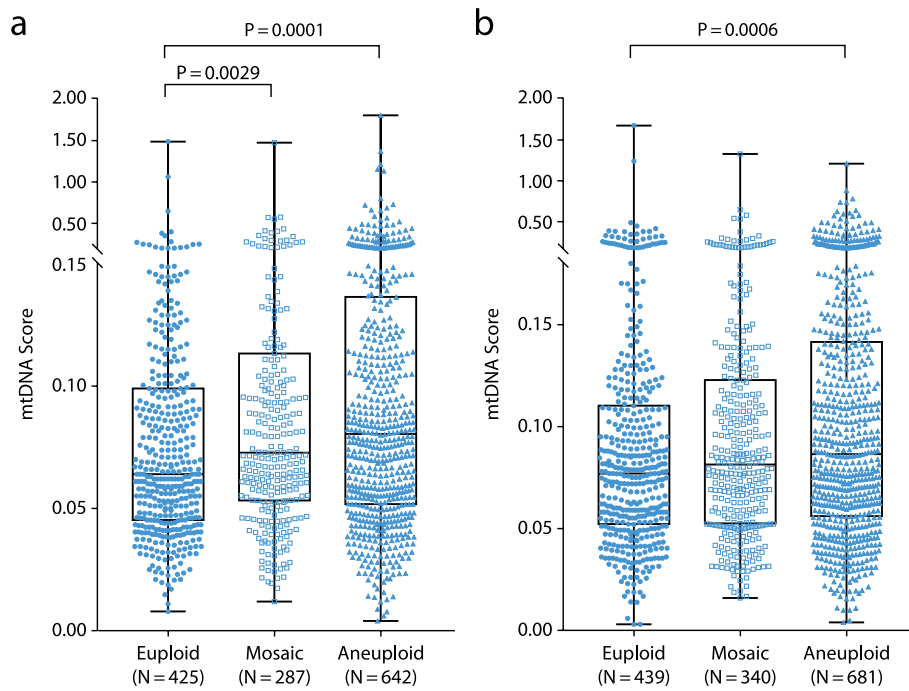 a
P = 0.0001
P = 0.0029
2.00
1.50
1.00
0.50
0.15
0.10
0.05
0.00
mtDNA Score
Euploid
(N = 425)
Mosaic
(N = 287)
Aneuploid
(N = 642)
b
P = 0.0006
2.00
1.50
1.00
0.50
0.15
0.10
0.05
0.00
mtDNA Score
Euploid
(N = 439)
Mosaic
(N = 340)
Aneuploid
(N = 681)